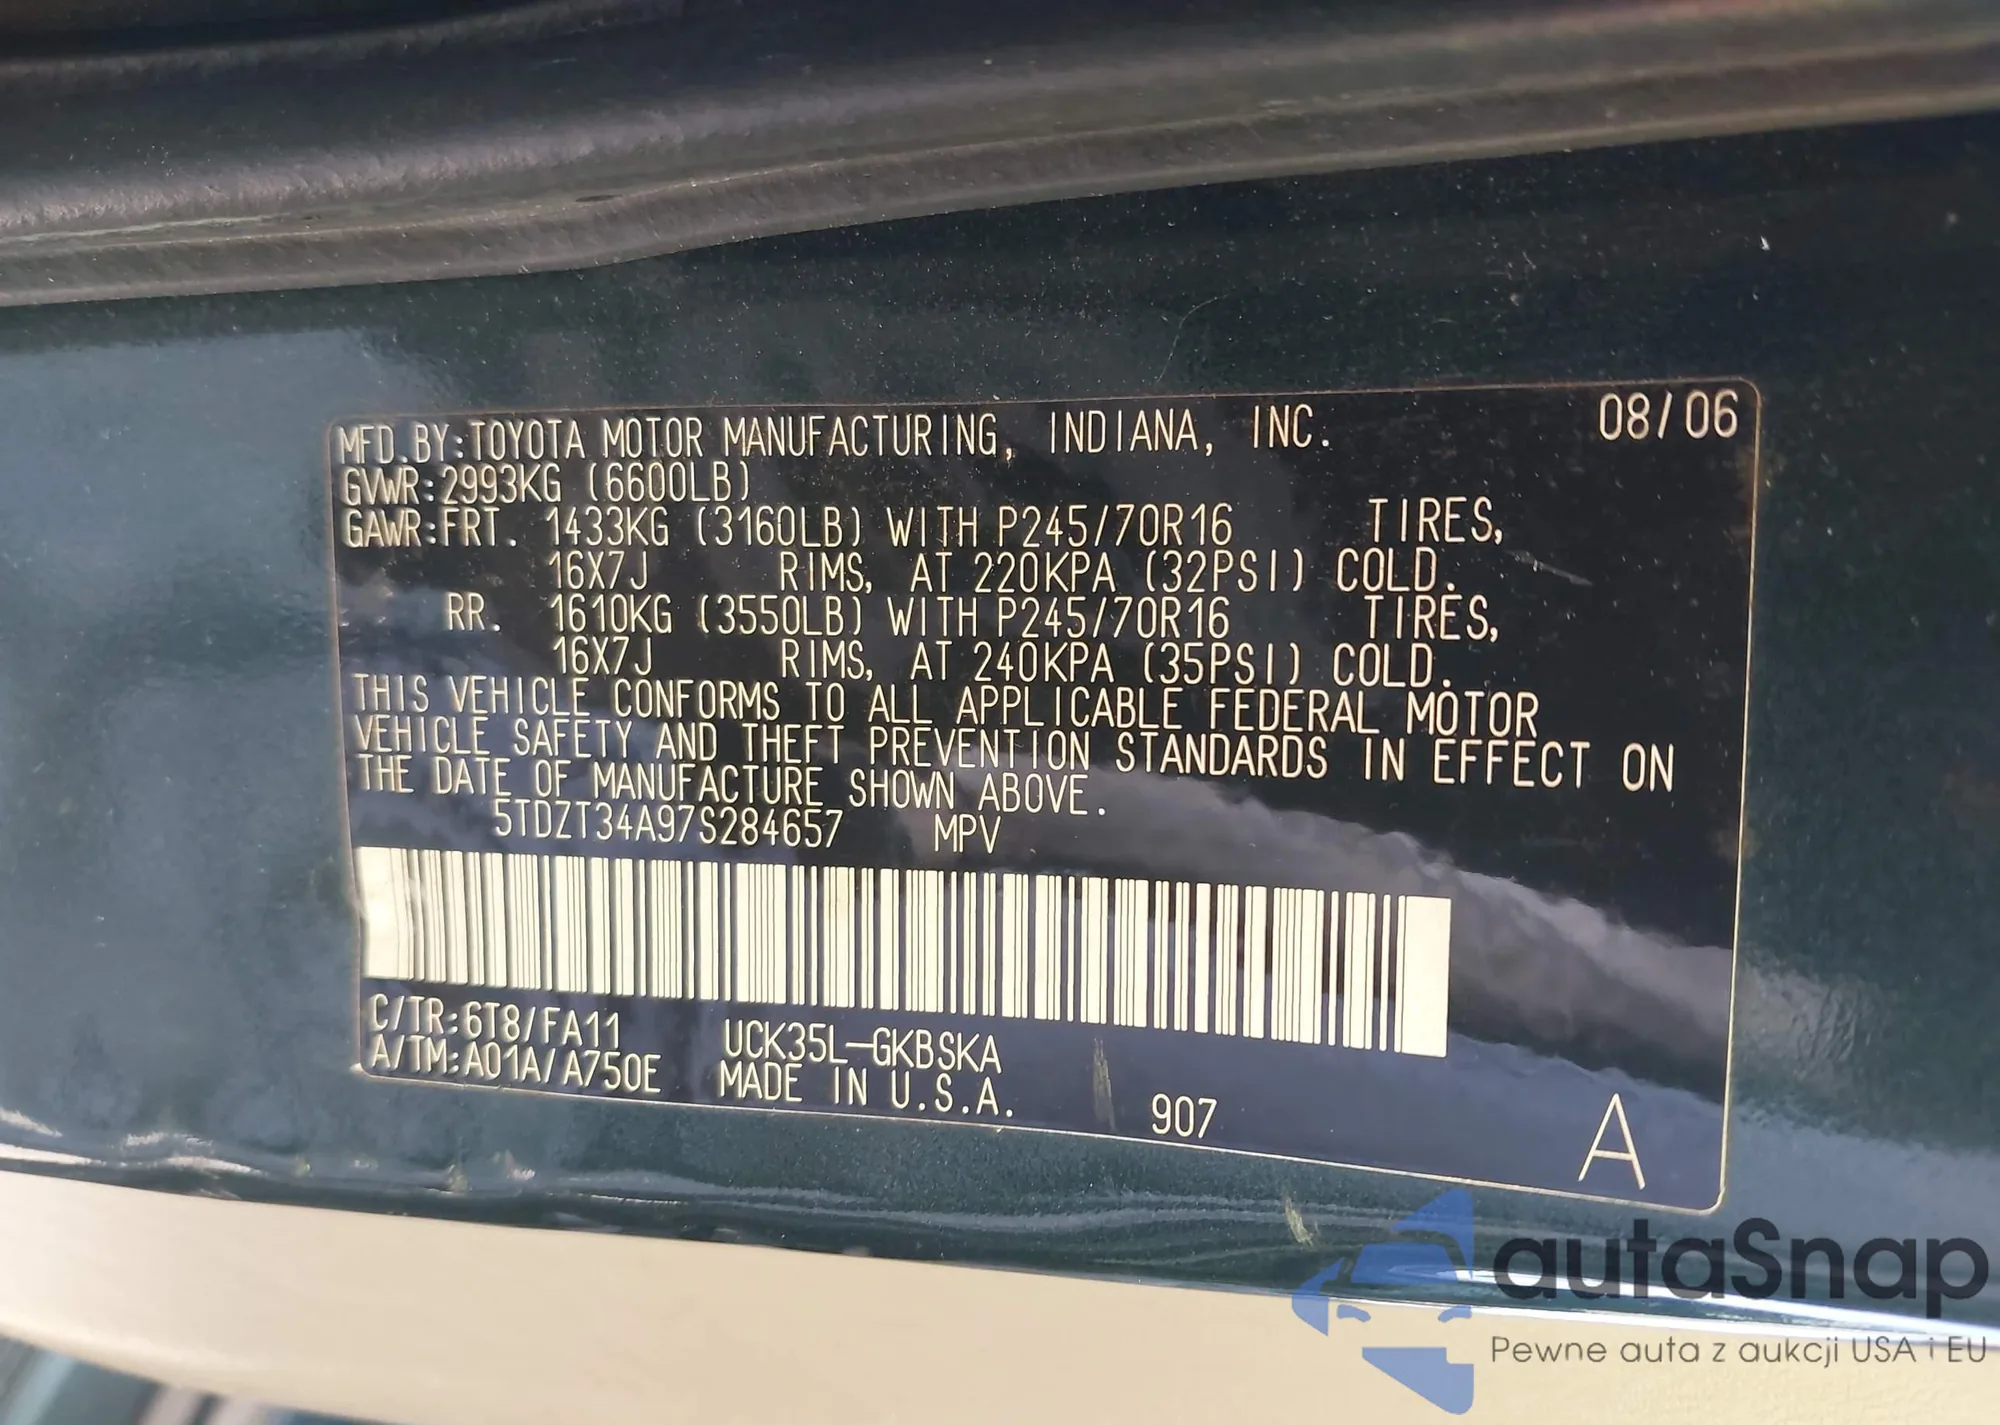 MFD.BY:TOYOTA MOTOR MANUFACTURING, INDIANA, INC. 08/06
GVWR:2993KG (6600LB)
GAWR:FRT. 1433KG (3160LB) WITH P245/70R16 TIRES,
16X7J RIMS, AT 220KPA (32PSI) COLD.
RR. 1610KG (3550LB) WITH P245/70R16 TIRES,
16X7J RIMS, AT 240KPA (35PSI) COLD.
THIS VEHICLE CONFORMS TO ALL APPLICABLE FEDERAL MOTOR
VEHICLE SAFETY AND THEFT PREVENTION STANDARDS IN EFFECT ON
THE DATE OF MANUFACTURE SHOWN ABOVE.
5TDZT34A97S284657 MPV
C/TR:6T8/FA11 UCK35L-GKBSKA
A/TM:A01A/A750E MADE IN U.S.A. 907 A
autaSnap
Pewne auta z aukcji USA i EU